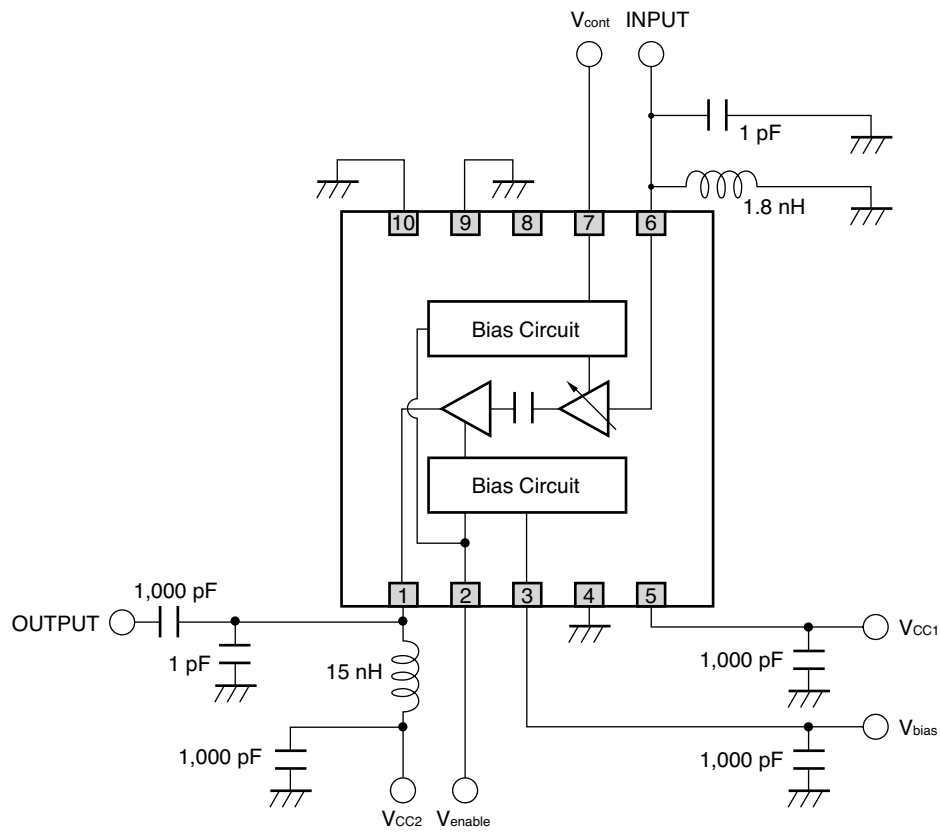 Vcont INPUT
1 pF
1.8 nH
10 9 8 7 6
Bias Circuit
Bias Circuit
1 2 3 4 5
1,000 pF
OUTPUT
1 pF
15 nH
1,000 pF
VCC2 Venable
VCC1
1,000 pF
Vbias
1,000 pF